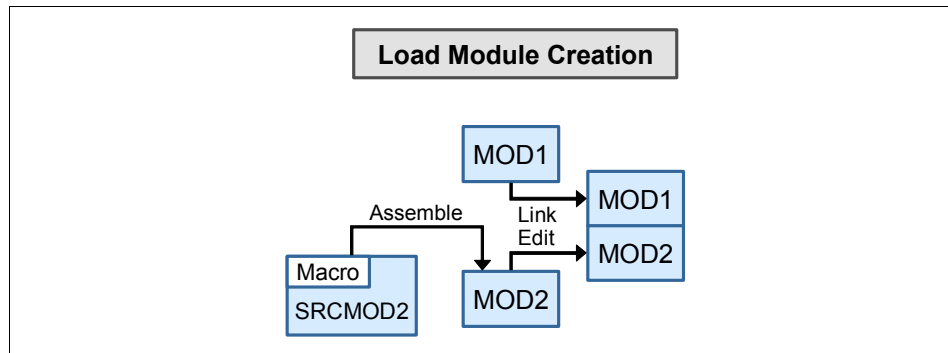 Load Module Creation
MOD1
MOD1
Assemble
Link
Edit
MOD2
Macro
SRCMOD2
MOD2